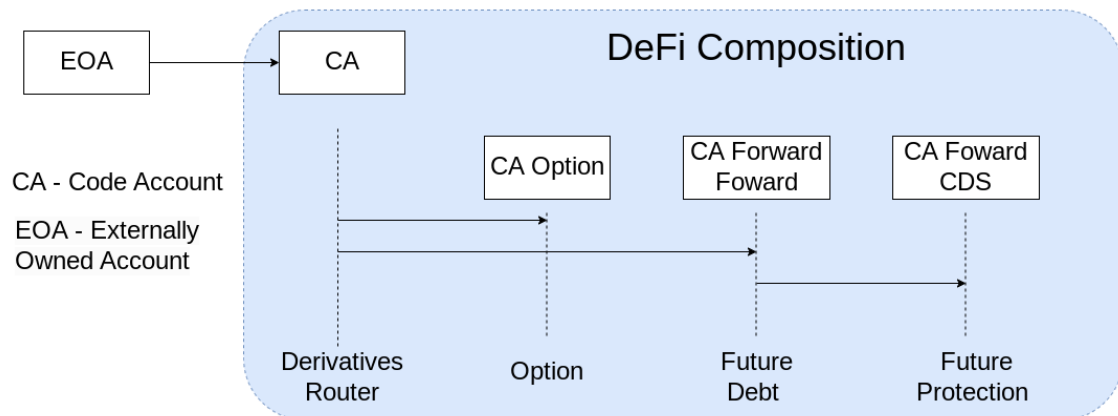 DeFi Composition
EOA
CA
CA Option
CA Forward
Foward
CA Foward
CDS
CA - Code Account
EOA - Externally
Owned Account
Derivatives
Router
Option
Future
Debt
Future
Protection